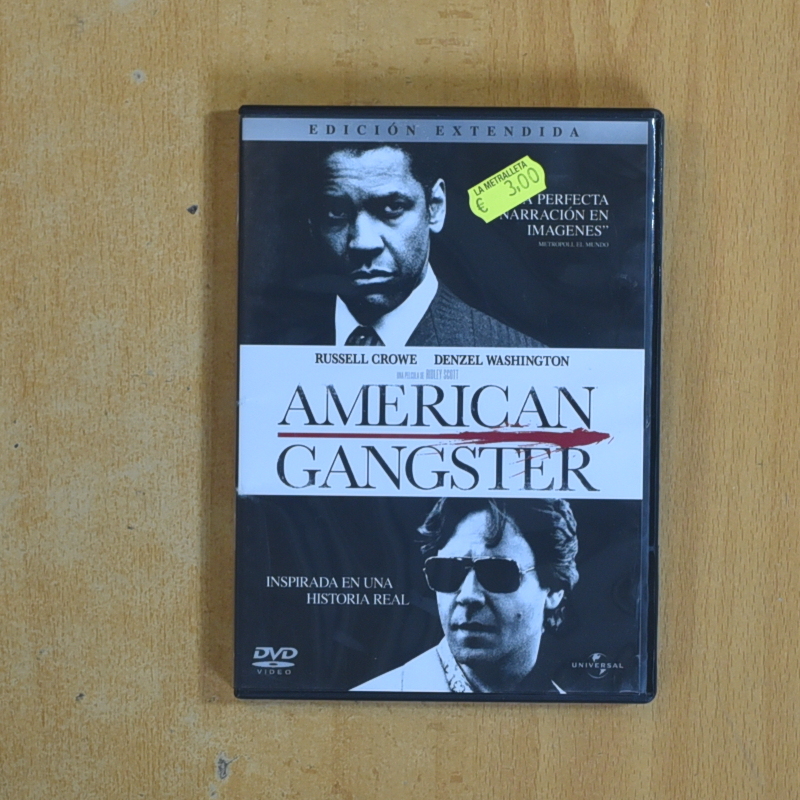 EDICIÓN EXTENDIDA
LA METRALLETA
€ 3,00
PERFECTA
NARRACIÓN EN
IMAGENES”
METROPOLI, EL MUNDO
RUSSELL CROWE DENZEL WASHINGTON
UNA PELICULA DE RIDLEY SCOTT
AMERICAN
GANGSTER
INSPIRADA EN UNA
HISTORIA REAL
DVD
VIDEO
UNIVERSAL